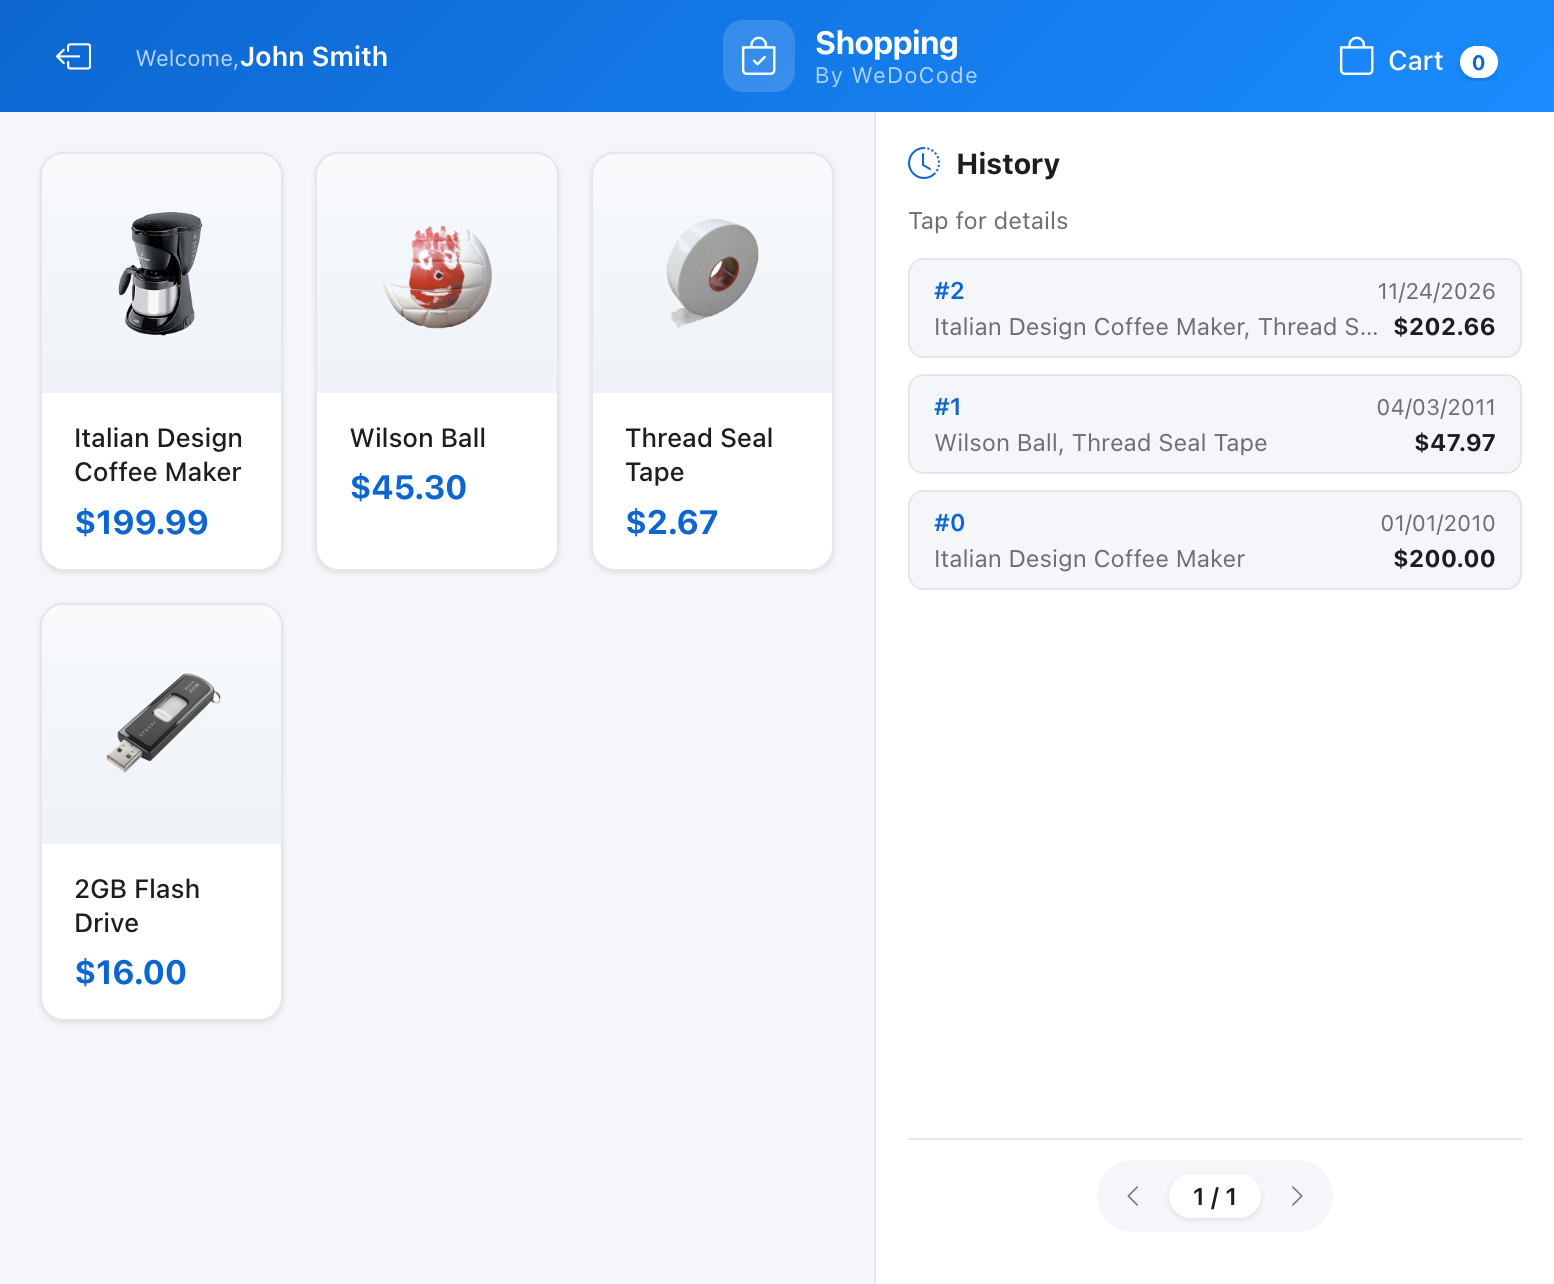 Welcome,John Smith
Shopping
By WeDoCode
Cart 0
Italian Design
Coffee Maker
$199.99
Wilson Ball
$45.30
Thread Seal
Tape
$2.67
2GB Flash
Drive
$16.00
History
Tap for details
#2 11/24/2026
Italian Design Coffee Maker, Thread S... $202.66
#1 04/03/2011
Wilson Ball, Thread Seal Tape $47.97
#0 01/01/2010
Italian Design Coffee Maker $200.00
1 / 1